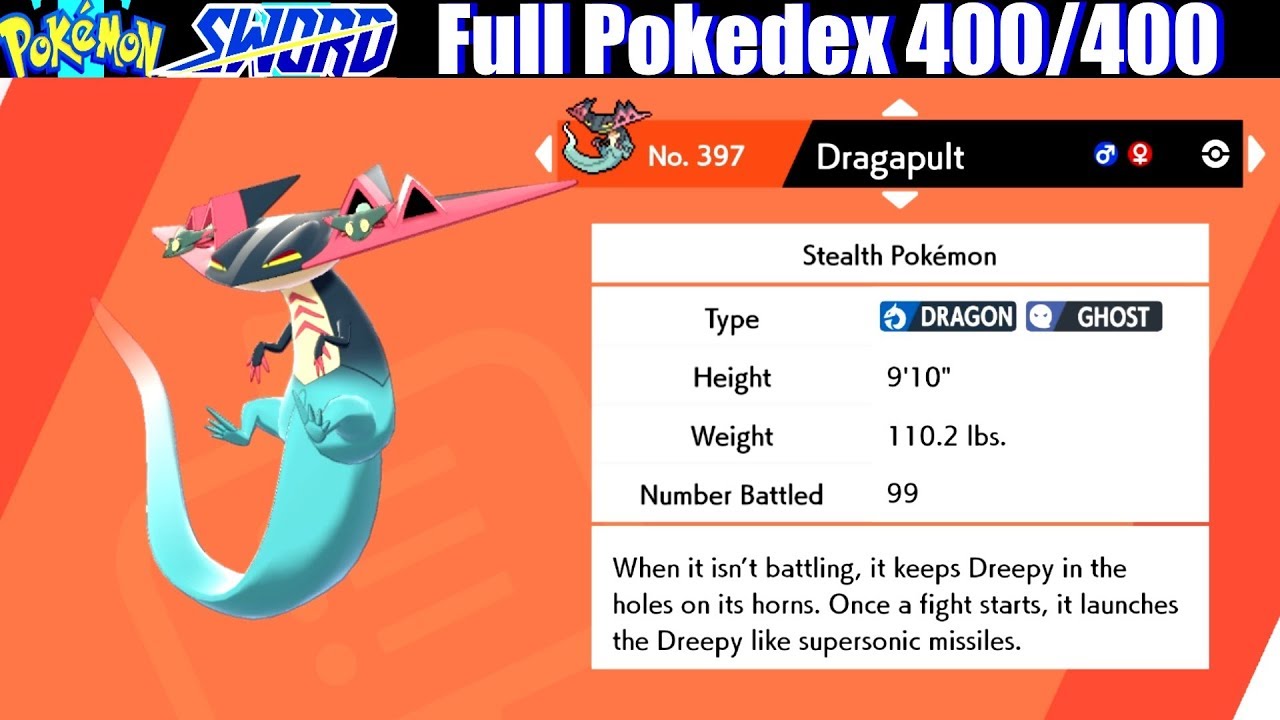 Pokémon SWORD Full Pokedex 400/400
No. 397 Dragapult ♂ ♀
Stealth Pokémon
Type DRAGON GHOST
Height 9'10"
Weight 110.2 lbs.
Number Battled 99
When it isn't battling, it keeps Dreepy in the
holes on its horns. Once a fight starts, it launches
the Dreepy like supersonic missiles.